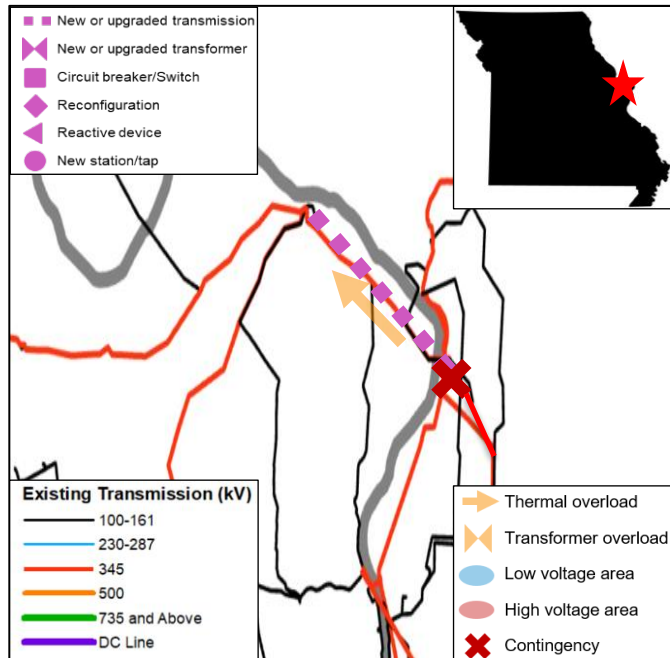 New or upgraded transmission
New or upgraded transformer
Circuit breaker/Switch
Reconfiguration
Reactive device
New station/tap
Existing Transmission (kV)
100-161
230-287
345
500
735 and Above
DC Line
Thermal overload
Transformer overload
Low voltage area
High voltage area
Contingency